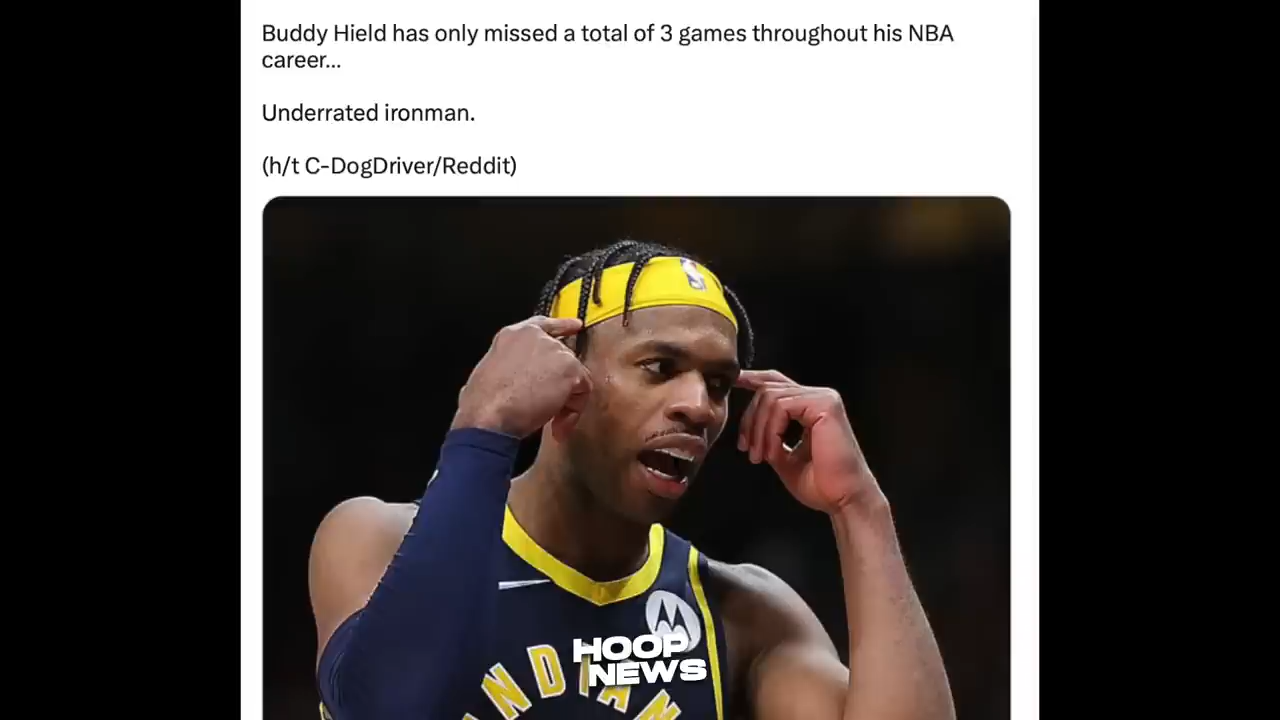 Buddy Hield has only missed a total of 3 games throughout his NBA
career...
Underrated ironman.
(h/t C-DogDriver/Reddit)
INDIANA
HOOP
NEWS